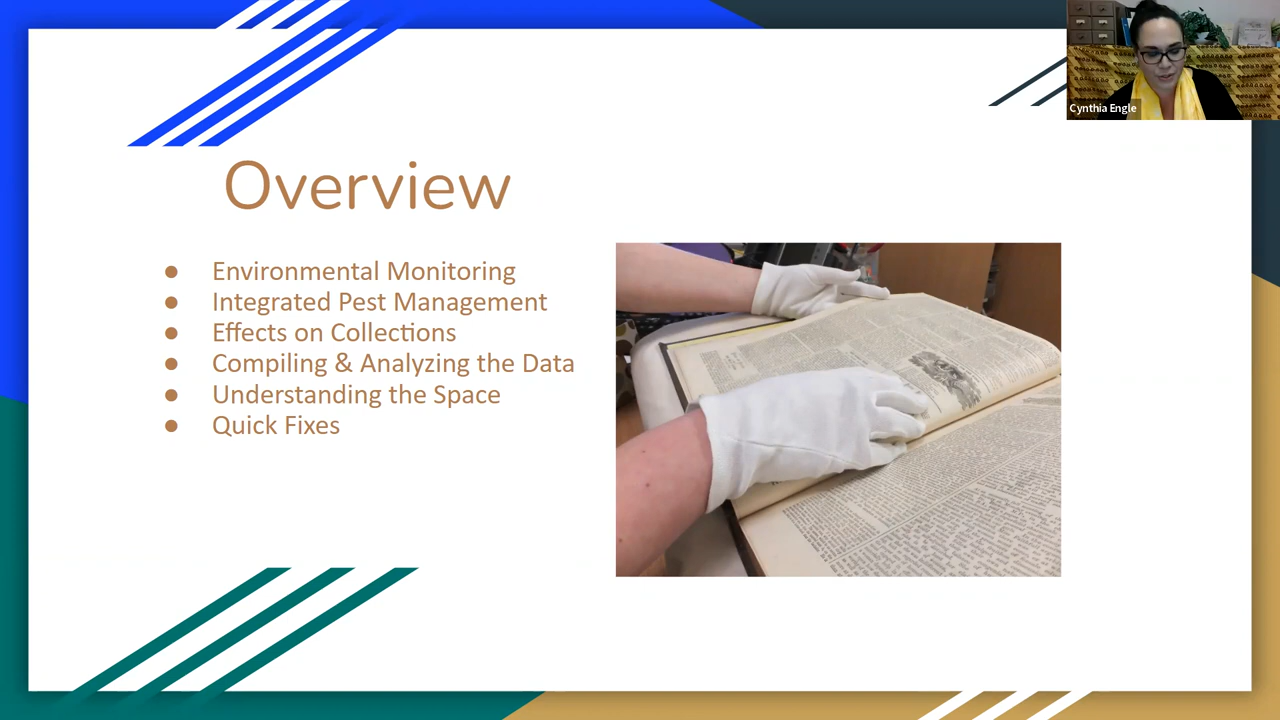 Cynthia Engle
Overview
● Environmental Monitoring
● Integrated Pest Management
● Effects on Collections
● Compiling & Analyzing the Data
● Understanding the Space
● Quick Fixes